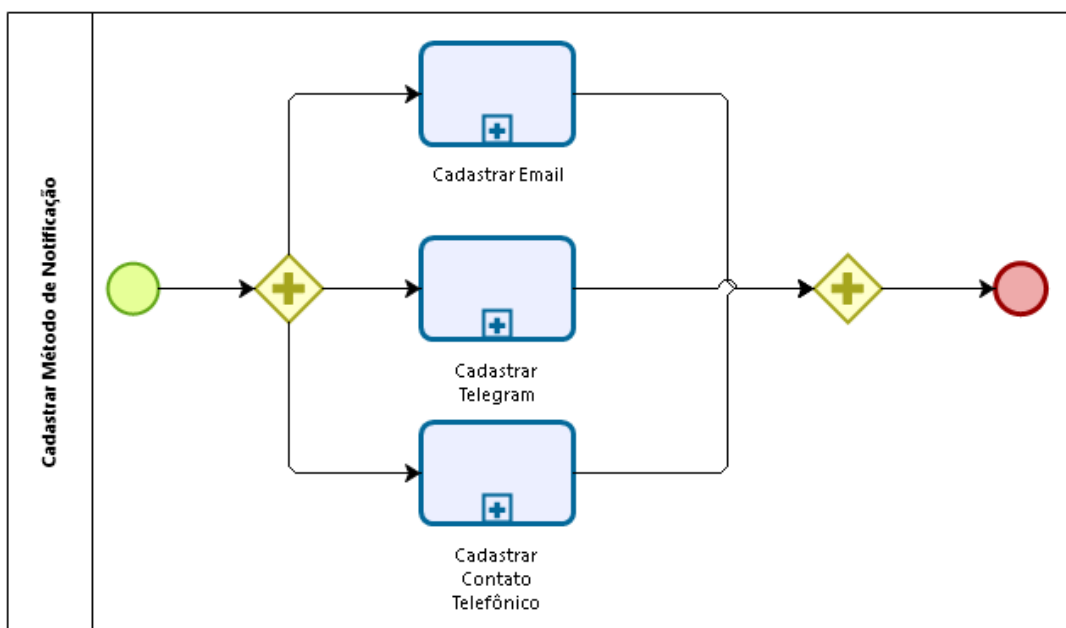 Cadastrar Método de Notificação
Cadastrar Email
Cadastrar
Telegram
Cadastrar
Contato
Telefônico